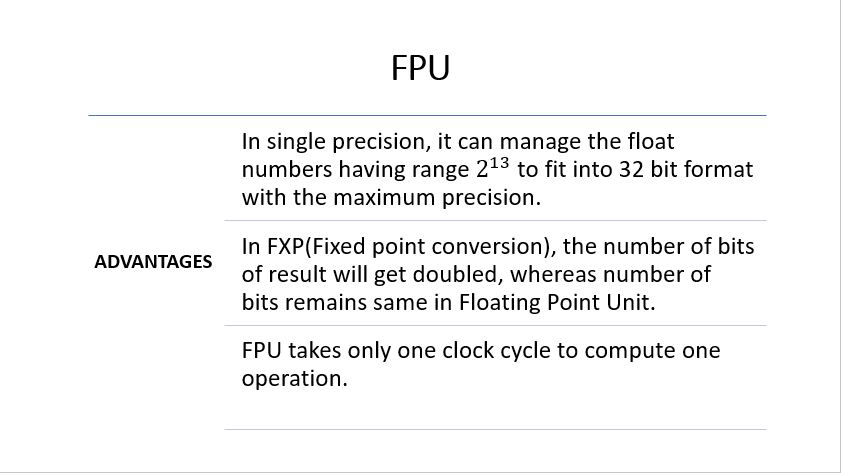 FPU
In single precision, it can manage the float
numbers having range 2¹³ to fit into 32 bit format
with the maximum precision.
ADVANTAGES
In FXP(Fixed point conversion), the number of bits
of result will get doubled, whereas number of
bits remains same in Floating Point Unit.
FPU takes only one clock cycle to compute one
operation.